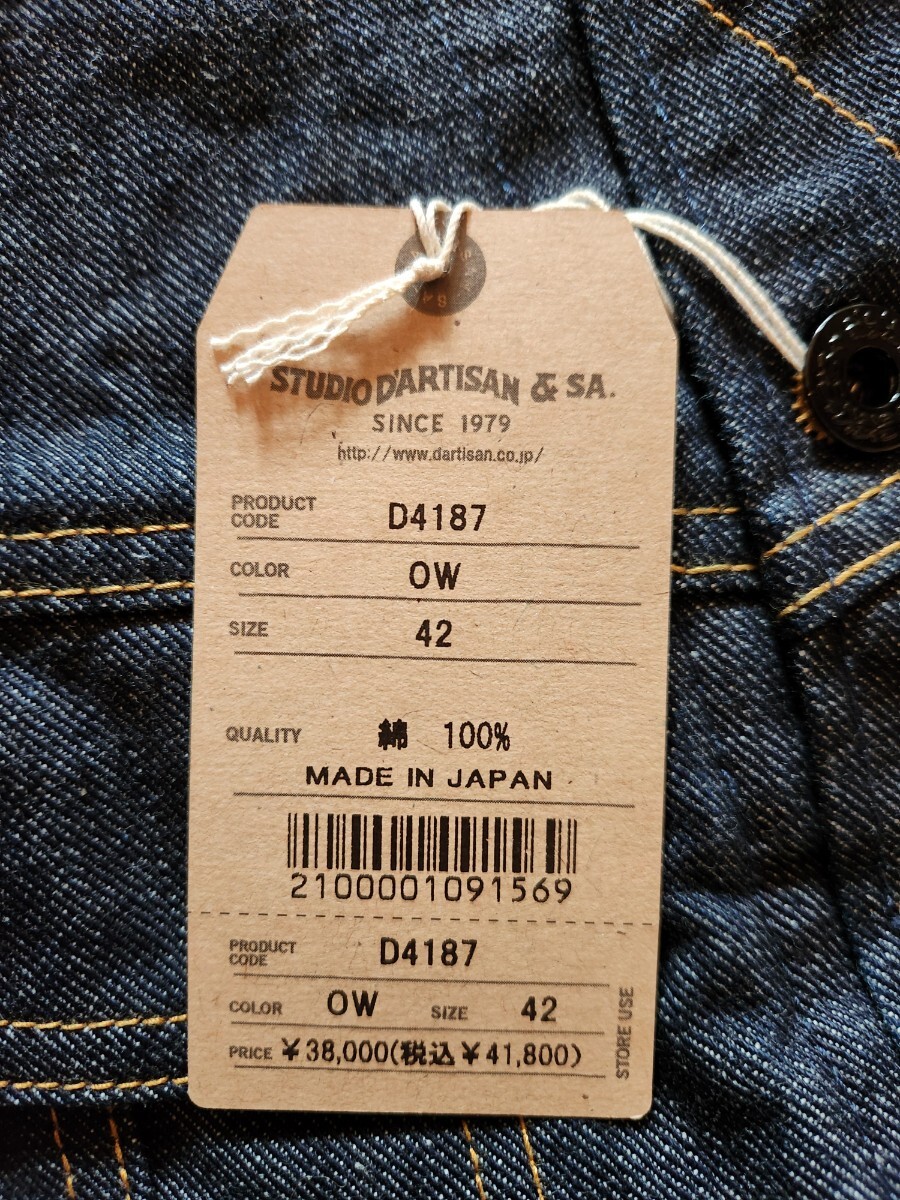 STUDIO D'ARTISAN & SA.
SINCE 1979
http://www.dartisan.co.jp/
PRODUCT CODE D4187
COLOR OW
SIZE 42
QUALITY 綿 100%
MADE IN JAPAN
2100001091569
PRODUCT CODE D4187
COLOR OW SIZE 42
PRICE ¥38,000(税込¥41,800)
STORE USE